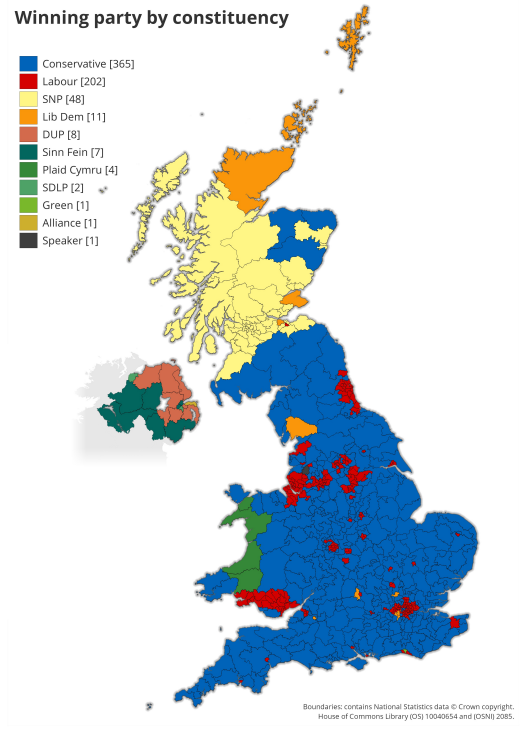 Winning party by constituency
Conservative [365]
Labour [202]
SNP [48]
Lib Dem [11]
DUP [8]
Sinn Fein [7]
Plaid Cymru [4]
SDLP [2]
Green [1]
Alliance [1]
Speaker [1]
Boundaries: contains National Statistics data © Crown copyright.
House of Commons Library (OS) 10040654 and (OSNI) 2085.